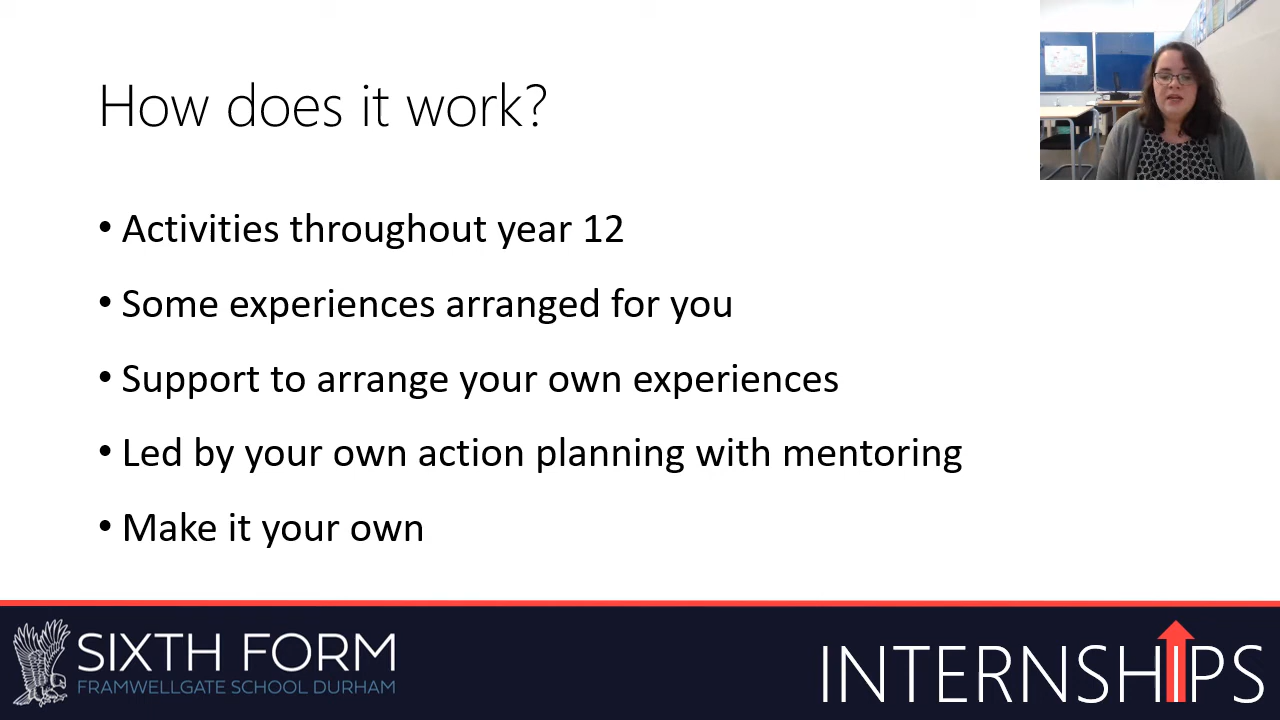 How does it work?
• Activities throughout year 12
• Some experiences arranged for you
• Support to arrange your own experiences
• Led by your own action planning with mentoring
• Make it your own
SIXTH FORM
FRAMWELLGATE SCHOOL DURHAM
INTERNSHIPS